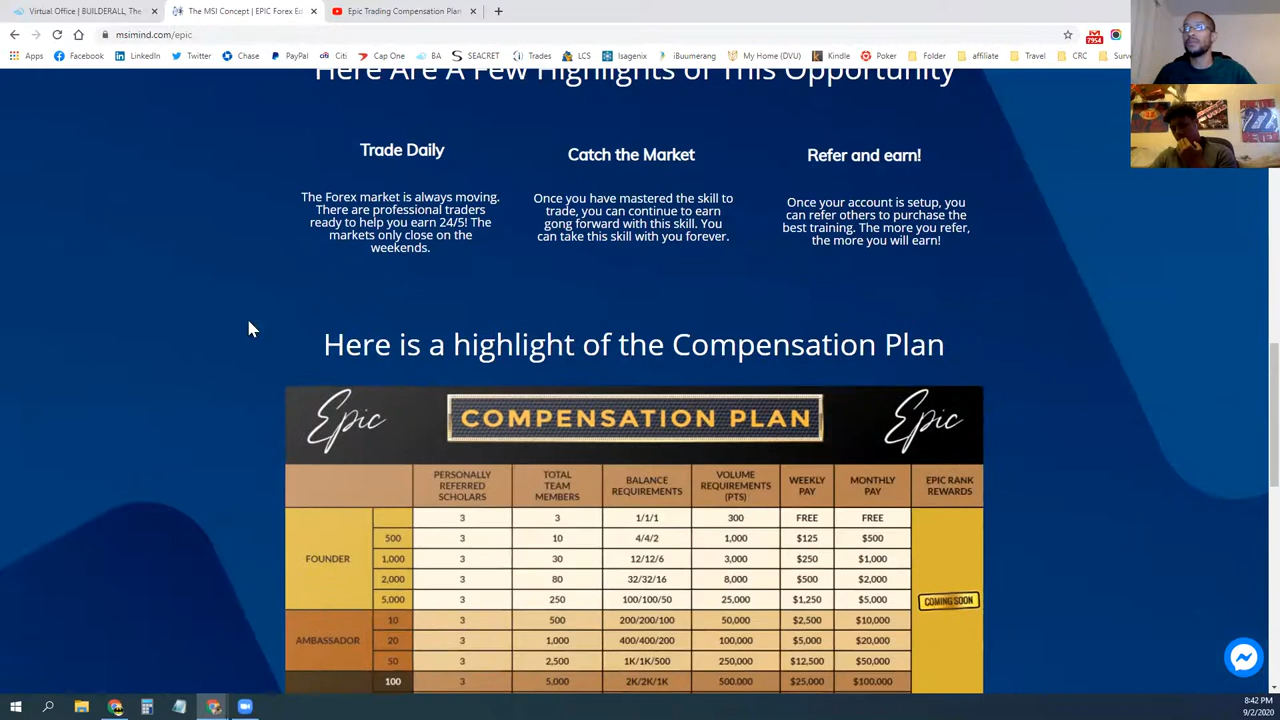 Virtual Office | BUILDERALL, The
The MSI Concept | EPIC Forex Ed
Epic Trading Compensation Plan
msimind.com/epic
Apps Facebook LinkedIn Twitter Chase PayPal Citi Cap One BA SEACRET Trades LCS Isagenix iBuumerang My Home (DVU) Kindle Poker Folder affiliate Travel CRC Surve
7954
Here Are A Few Highlights of This Opportunity
Trade Daily
The Forex market is always moving.
There are professional traders
ready to help you earn 24/5! The
markets only close on the
weekends.
Catch the Market
Once you have mastered the skill to
trade, you can continue to earn
gong forward with this skill. You
can take this skill with you forever.
Refer and earn!
Once your account is setup, you
can refer others to purchase the
best training. The more you refer,
the more you will earn!
Here is a highlight of the Compensation Plan
Epic COMPENSATION PLAN Epic
PERSONALLY REFERRED SCHOLARS TOTAL TEAM MEMBERS BALANCE REQUIREMENTS VOLUME REQUIREMENTS (PTS) WEEKLY PAY MONTHLY PAY EPIC RANK REWARDS
3 3 1/1/1 300 FREE FREE
500 3 10 4/4/2 1,000 $125 $500
FOUNDER 1,000 3 30 12/12/6 3,000 $250 $1,000
2,000 3 80 32/32/16 8,000 $500 $2,000
5,000 3 250 100/100/50 25,000 $1,250 $5,000 COMING SOON
10 3 500 200/200/100 50,000 $2,500 $10,000
AMBASSADOR 20 3 1,000 400/400/200 100,000 $5,000 $20,000
50 3 2,500 1K/1K/500 250,000 $12,500 $50,000
100 3 5,000 2K/2K/1K 500,000 $25,000 $100,000
8:42 PM
9/2/2020